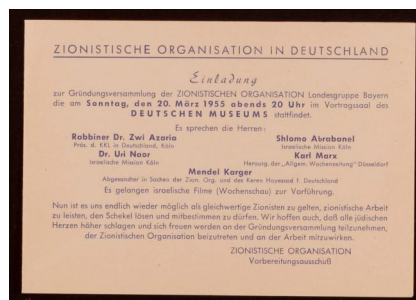 ZIONISTISCHE ORGANISATION IN DEUTSCHLAND
Einladung
zur Gründungsversammlung der ZIONISTISCHEN ORGANISATION Landesgruppe Bayern
die am Sonntag, den 20. März 1955 abends 20 Uhr im Vortragsaal des
DEUTSCHEN MUSEUMS stattfindet.
Es sprechen die Herren:
Rabbiner Dr. Zwi Azaria Shlomo Abrabanel
Präs. d. KKL in Deutschland, Köln Israelische Mission Köln
Dr. Uri Naor Karl Marx
Israelische Mission Köln Herausg. der „Allgem. Wochenzeitung" Düsseldorf
Mendel Karger
Abgesandter in Sachen der Zion. Org. und des Keren Hayessod f. Deutschland
Es gelangen israelische Filme (Wochenschau) zur Vorführung.
Nun ist es uns endlich wieder möglich als gleichwertige Zionisten zu gelten, zionistische Arbeit
zu leisten, den Schekel lösen und mitbestimmen zu dürfen. Wir hoffen auch, daß alle jüdischen
Herzen höher schlagen und sich freuen werden an der Gründungsversammlung teilzunehmen,
der Zionistischen Organisation beizutreten und an der Arbeit mitzuwirken.
ZIONISTISCHE ORGANISATION
Vorbereitungsausschuß